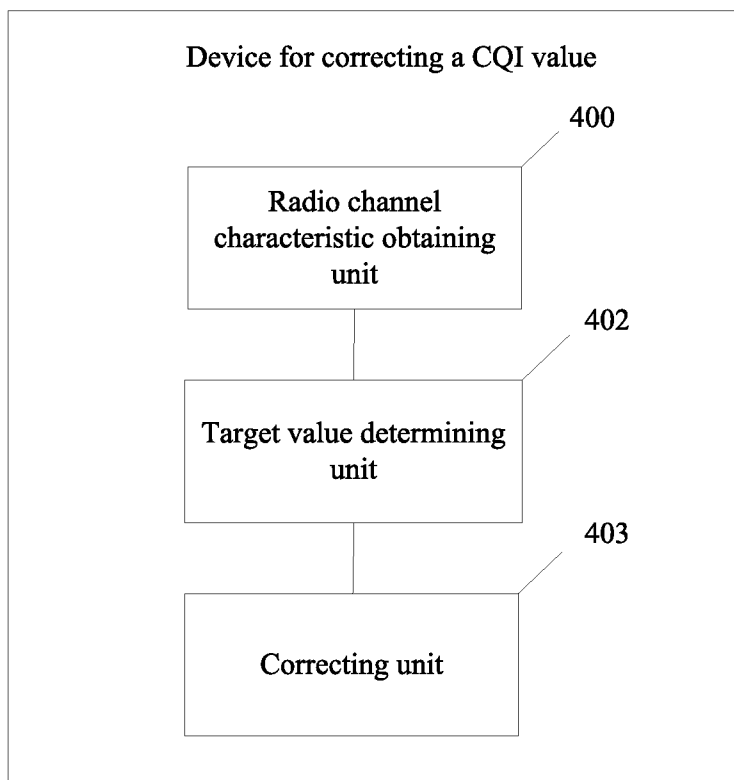 Device for correcting a CQI value
400
Radio channel
characteristic obtaining
unit
402
Target value determining
unit
403
Correcting unit